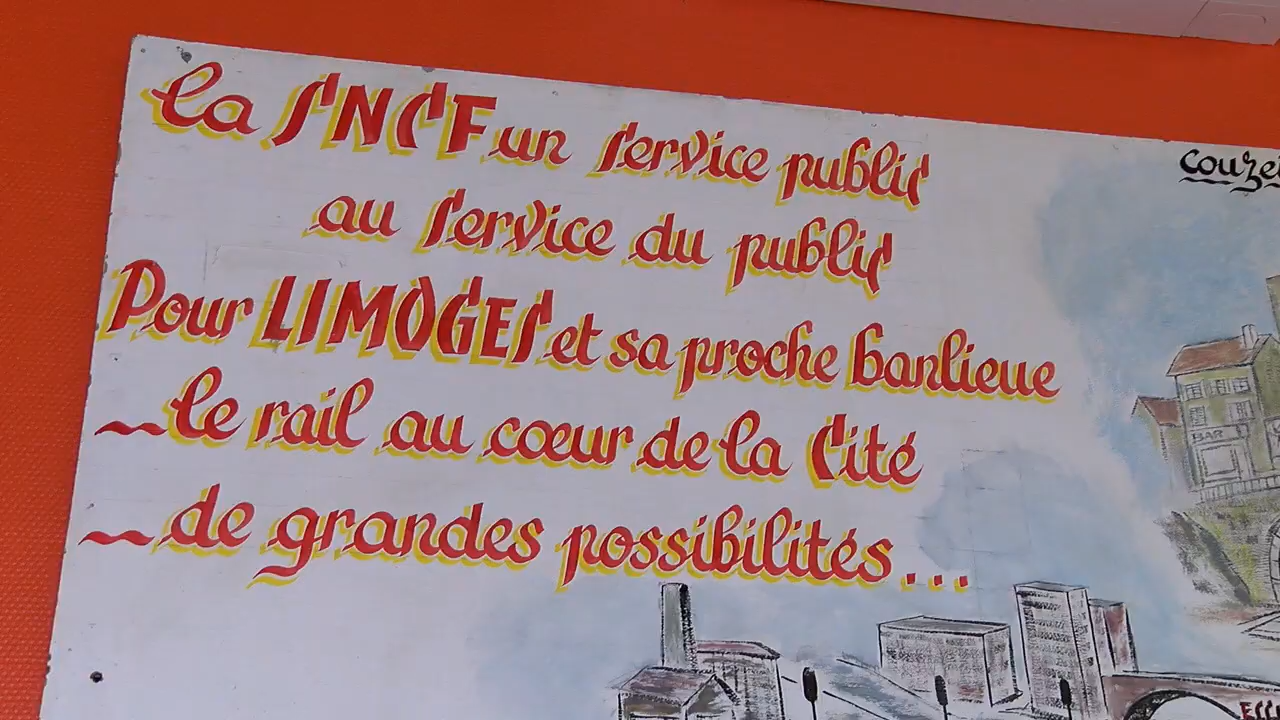 La SNCF un Service public
au Service du public
Pour LIMOGES et sa proche banlieue
~ le rail au cœur de la Cité
~ de grandes possibilités...
BAR